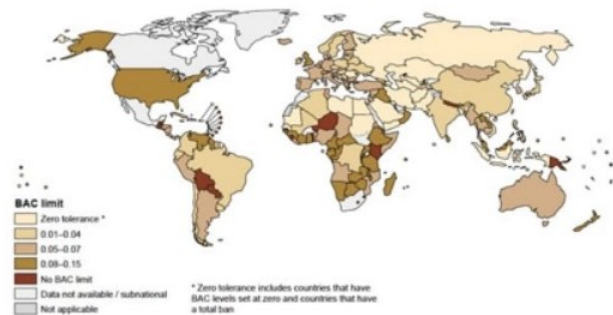 BAC limit
Zero tolerance *
0.01–0.04
0.05–0.07
0.08–0.15
No BAC limit
Data not available / subnational
Not applicable
* Zero tolerance includes countries that have
BAC levels set at zero and countries that have
a total ban